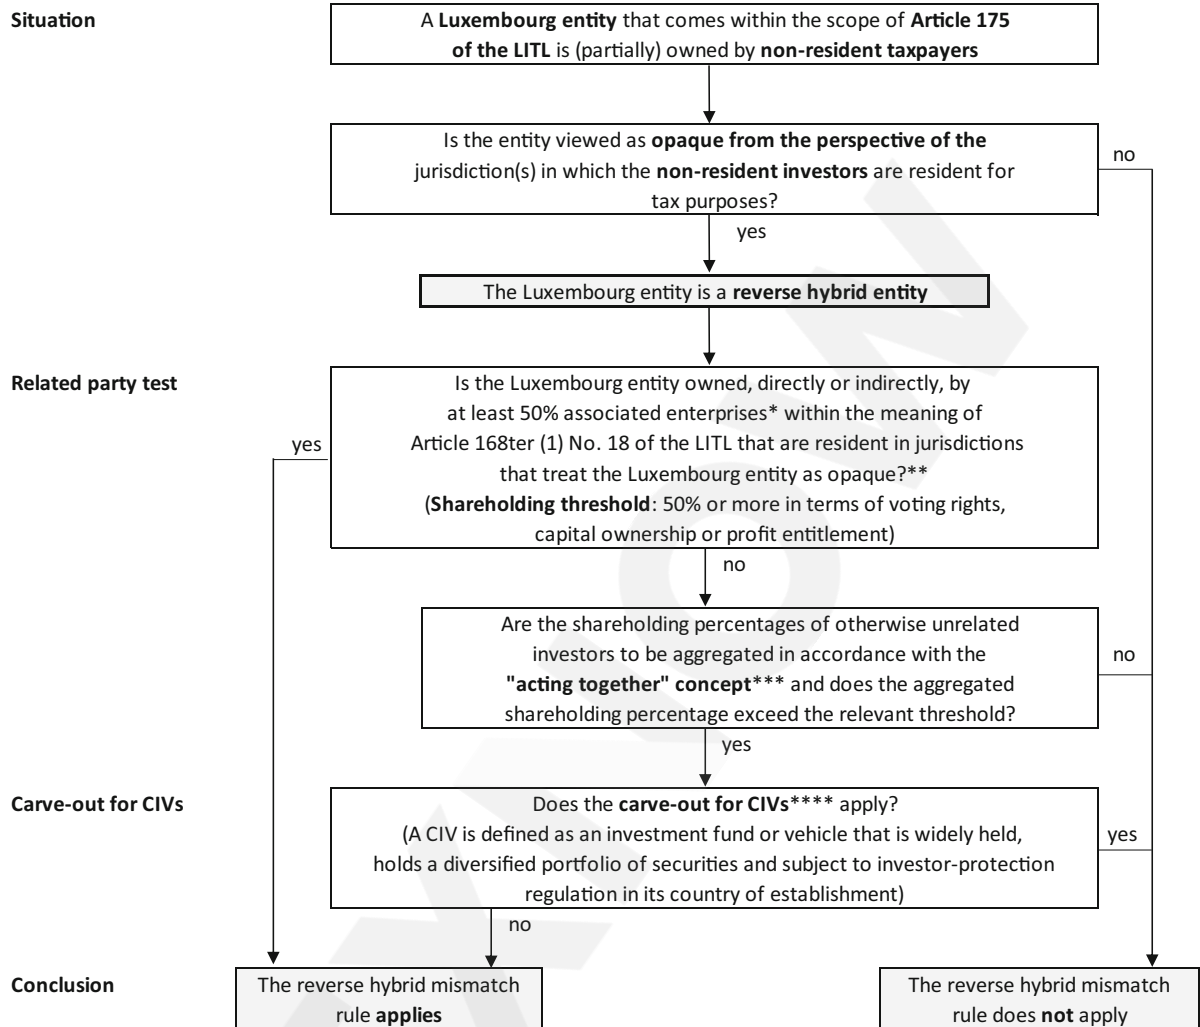 Situation
A Luxembourg entity that comes within the scope of Article 175
of the LITL is (partially) owned by non-resident taxpayers
Is the entity viewed as opaque from the perspective of the
jurisdiction(s) in which the non-resident investors are resident for
tax purposes?
no
yes
The Luxembourg entity is a reverse hybrid entity
Related party test
Is the Luxembourg entity owned, directly or indirectly, by
at least 50% associated enterprises* within the meaning of
Article 168ter (1) No. 18 of the LITL that are resident in jurisdictions
that treat the Luxembourg entity as opaque?**
(Shareholding threshold: 50% or more in terms of voting rights,
capital ownership or profit entitlement)
yes
no
Are the shareholding percentages of otherwise unrelated
investors to be aggregated in accordance with the
"acting together" concept*** and does the aggregated
shareholding percentage exceed the relevant threshold?
no
yes
Carve-out for CIVs
Does the carve-out for CIVs**** apply?
(A CIV is defined as an investment fund or vehicle that is widely held,
holds a diversified portfolio of securities and subject to investor-protection
regulation in its country of establishment)
yes
no
Conclusion
The reverse hybrid mismatch
rule applies
The reverse hybrid mismatch
rule does not apply